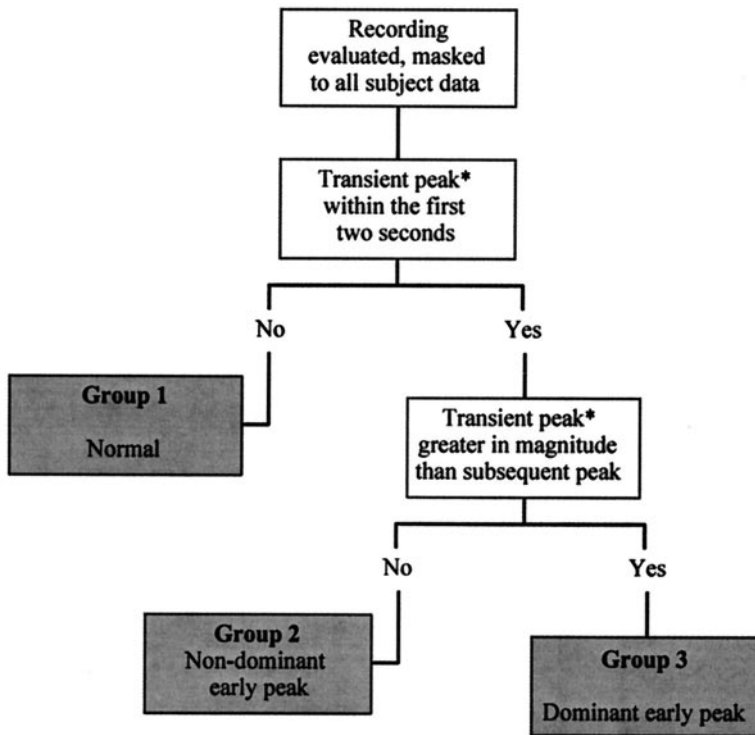 Recording
evaluated, masked
to all subject data
Transient peak*
within the first
two seconds
No
Yes
Group 1
Normal
Transient peak*
greater in magnitude
than subsequent peak
No
Yes
Group 2
Non-dominant
early peak
Group 3
Dominant early peak